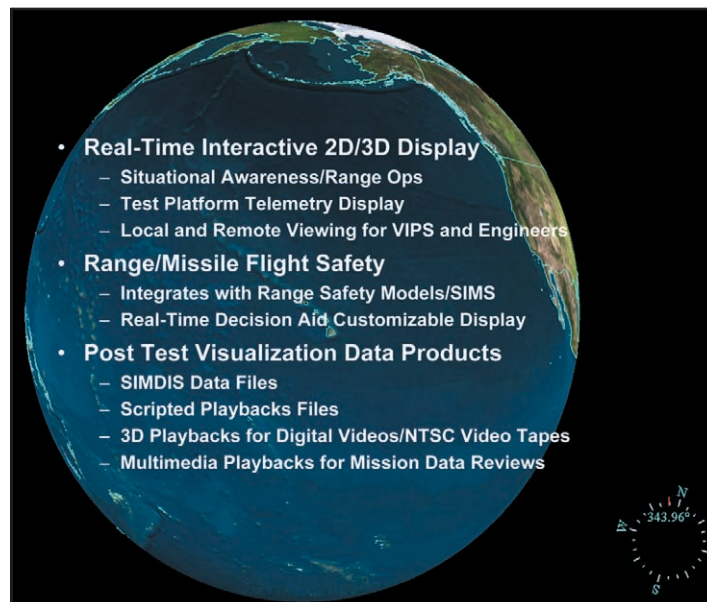 • Real-Time Interactive 2D/3D Display
– Situational Awareness/Range Ops
– Test Platform Telemetry Display
– Local and Remote Viewing for VIPS and Engineers
• Range/Missile Flight Safety
– Integrates with Range Safety Models/SIMS
– Real-Time Decision Aid Customizable Display
• Post Test Visualization Data Products
– SIMDIS Data Files
– Scripted Playbacks Files
– 3D Playbacks for Digital Videos/NTSC Video Tapes
– Multimedia Playbacks for Mission Data Reviews
N
343.96°
W
S